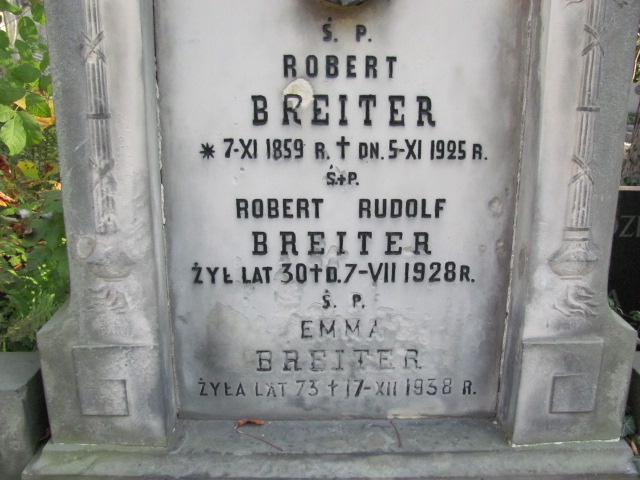 Ś. P.
ROBERT
BREITER
* 7-XI 1859 R. † DN. 5-XI 1925 R.
Ś.+P.
ROBERT RUDOLF
BREITER
ŻYŁ LAT 30 † D. 7-VII 1928 R.
Ś. P.
EMMA
BREITER
ŻYŁA LAT 73 † 17-XII 1938 R.